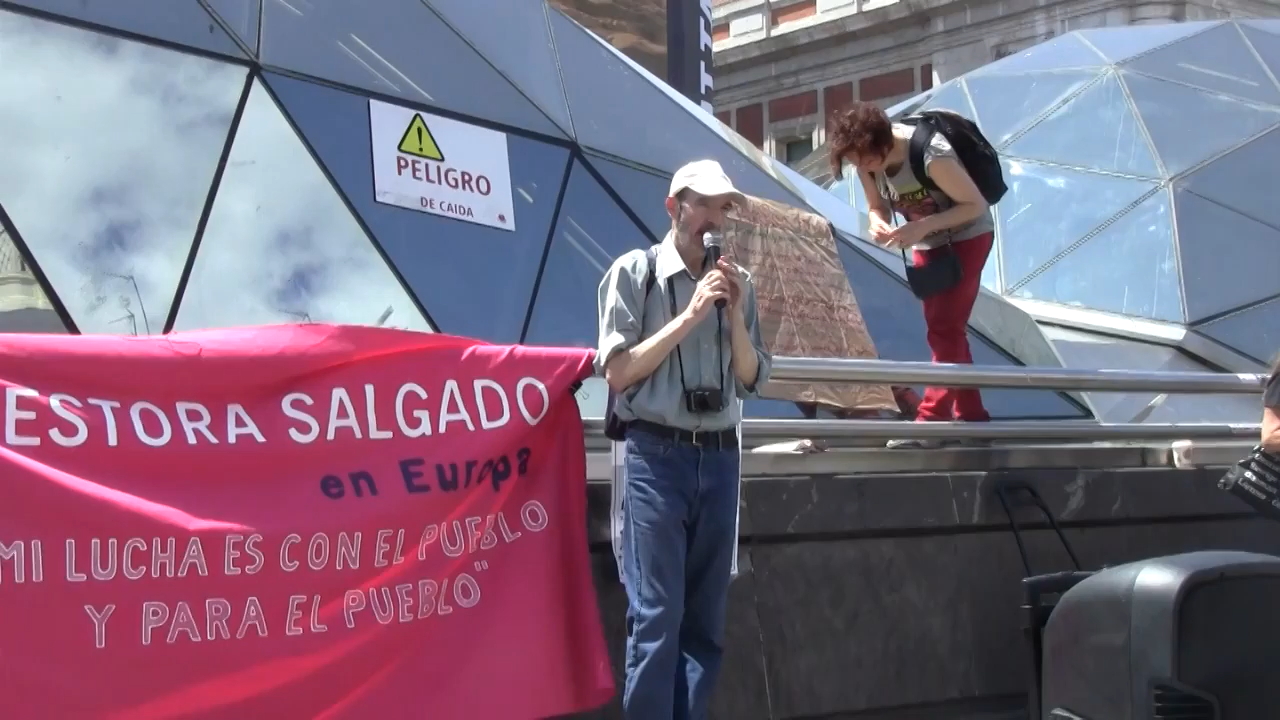 PELIGRO
DE CAIDA
ESTORA SALGADO
en Europa
MI LUCHA ES CON EL PUEBLO
Y PARA EL PUEBLO"